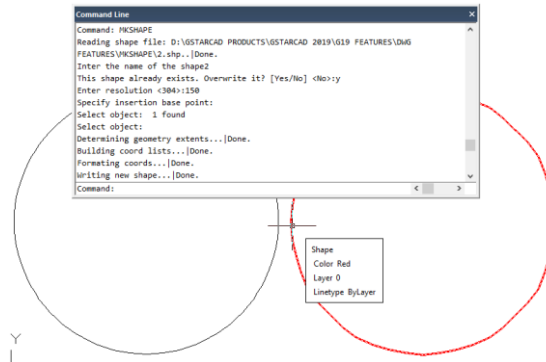 Command Line
Command: MKSHAPE
Reading shape file: D:\GSTARCAD PRODUCTS\GSTARCAD 2019\G19 FEATURES\DWG
FEATURES\MKSHAPE\2.shp..|Done.
Enter the name of the shape2
This shape already exists. Overwrite it? [Yes/No] <No>:y
Enter resolution <304>:150
Specify insertion base point:
Select object:  1 found
Select object:
Determining geometry extents...|Done.
Building coord lists...|Done.
Formating coords...|Done.
Writing new shape...|Done.
Command:
Shape
Color Red
Layer 0
Linetype ByLayer
Y